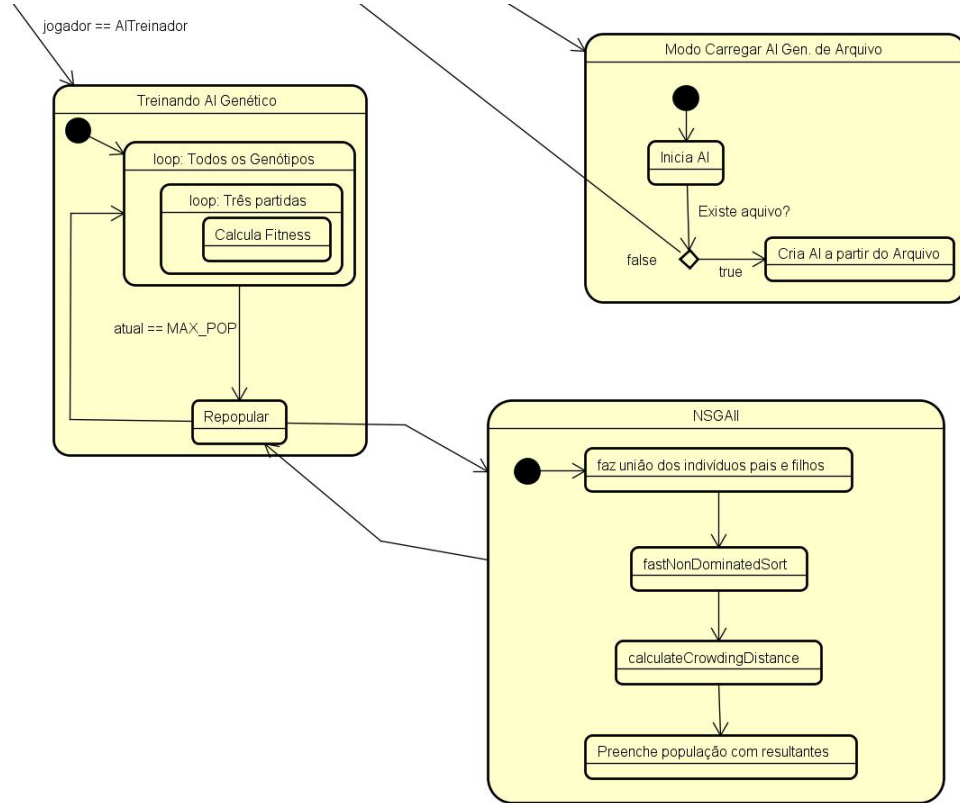 jogador == AITreinador
Treinando AI Genético
loop: Todos os Genótipos
loop: Três partidas
Calcula Fitness
atual == MAX_POP
Repopular
Modo Carregar AI Gen. de Arquivo
Inicia AI
Existe aquivo?
false
true
Cria AI a partir do Arquivo
NSGAII
faz união dos indivíduos pais e filhos
fastNonDominatedSort
calculateCrowdingDistance
Preenche população com resultantes